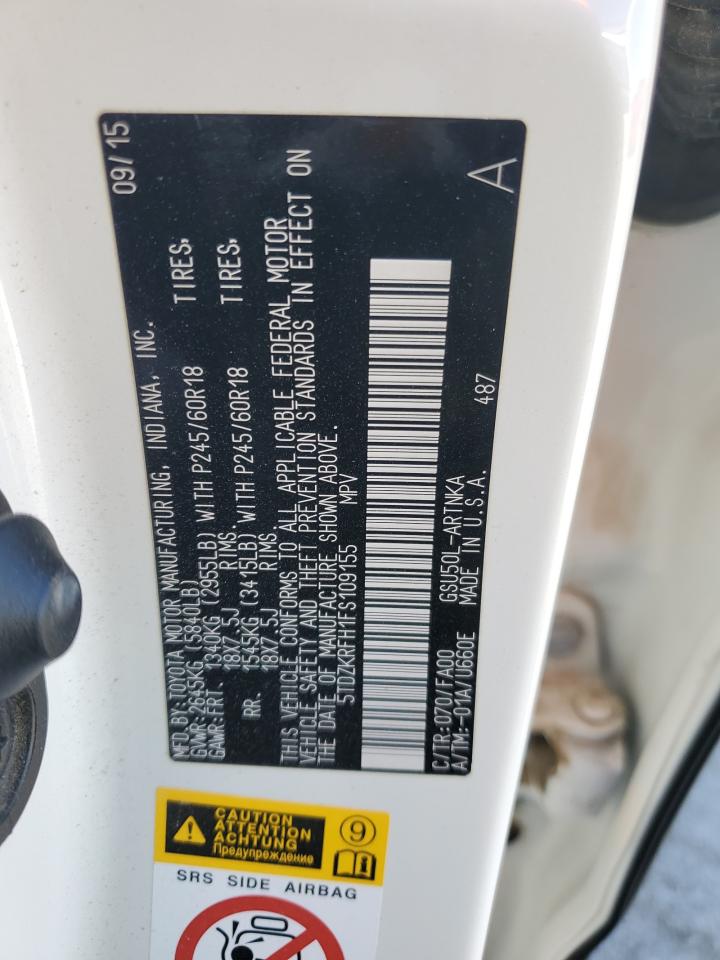 MFD.BY:TOYOTA MOTOR MANUFACTURING, INDIANA, INC. 09/15
GVWR:2645KG (5840LB)
GAWR:FRT. 1340KG (2955LB) WITH P245/60R18 TIRES,
18X7.5J RIMS,
RR. 1545KG (3415LB) WITH P245/60R18 TIRES,
18X7.5J RIMS.
THIS VEHICLE CONFORMS TO ALL APPLICABLE FEDERAL MOTOR
VEHICLE SAFETY AND THEFT PREVENTION STANDARDS IN EFFECT ON
THE DATE OF MANUFACTURE SHOWN ABOVE.
5TDZKRFH1FS109155 MPV
C/TR:070/FA00 GSU50L-ARTNKA 487 A
A/TM:-01A/U660E MADE IN U.S.A.
CAUTION
ATTENTION
ACHTUNG
Предупреждение
9
SRS SIDE AIRBAG